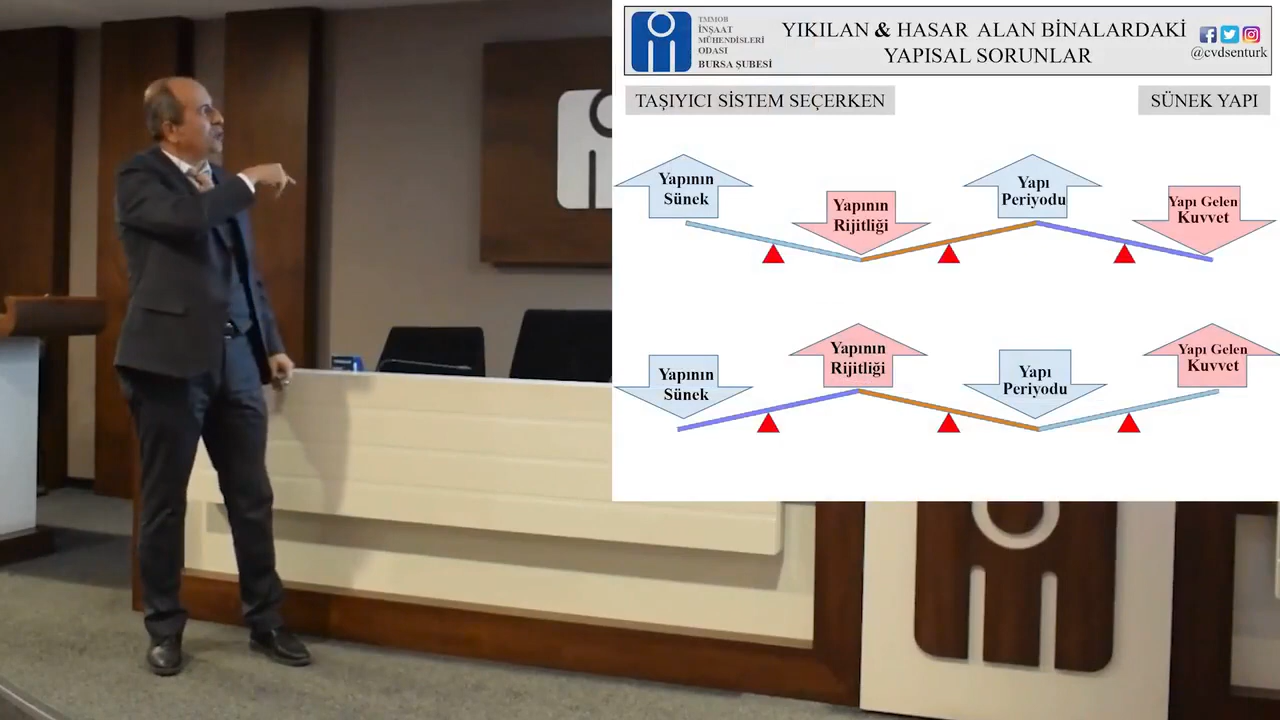 TMMOB
İNŞAAT
MÜHENDİSLERİ
ODASI
BURSA ŞUBESİ
YIKILAN & HASAR ALAN BİNALARDAKİ
YAPISAL SORUNLAR
@cvdsenturk
TAŞIYICI SİSTEM SEÇERKEN
SÜNEK YAPI
Yapının
Sünek
Yapının
Rijitliği
Yapı
Periyodu
Yapı Gelen
Kuvvet
Yapının
Sünek
Yapının
Rijitliği
Yapı
Periyodu
Yapı Gelen
Kuvvet